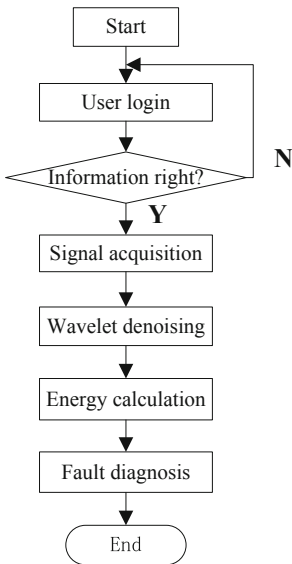 Start
User login
Information right?
N
Y
Signal acquisition
Wavelet denoising
Energy calculation
Fault diagnosis
End